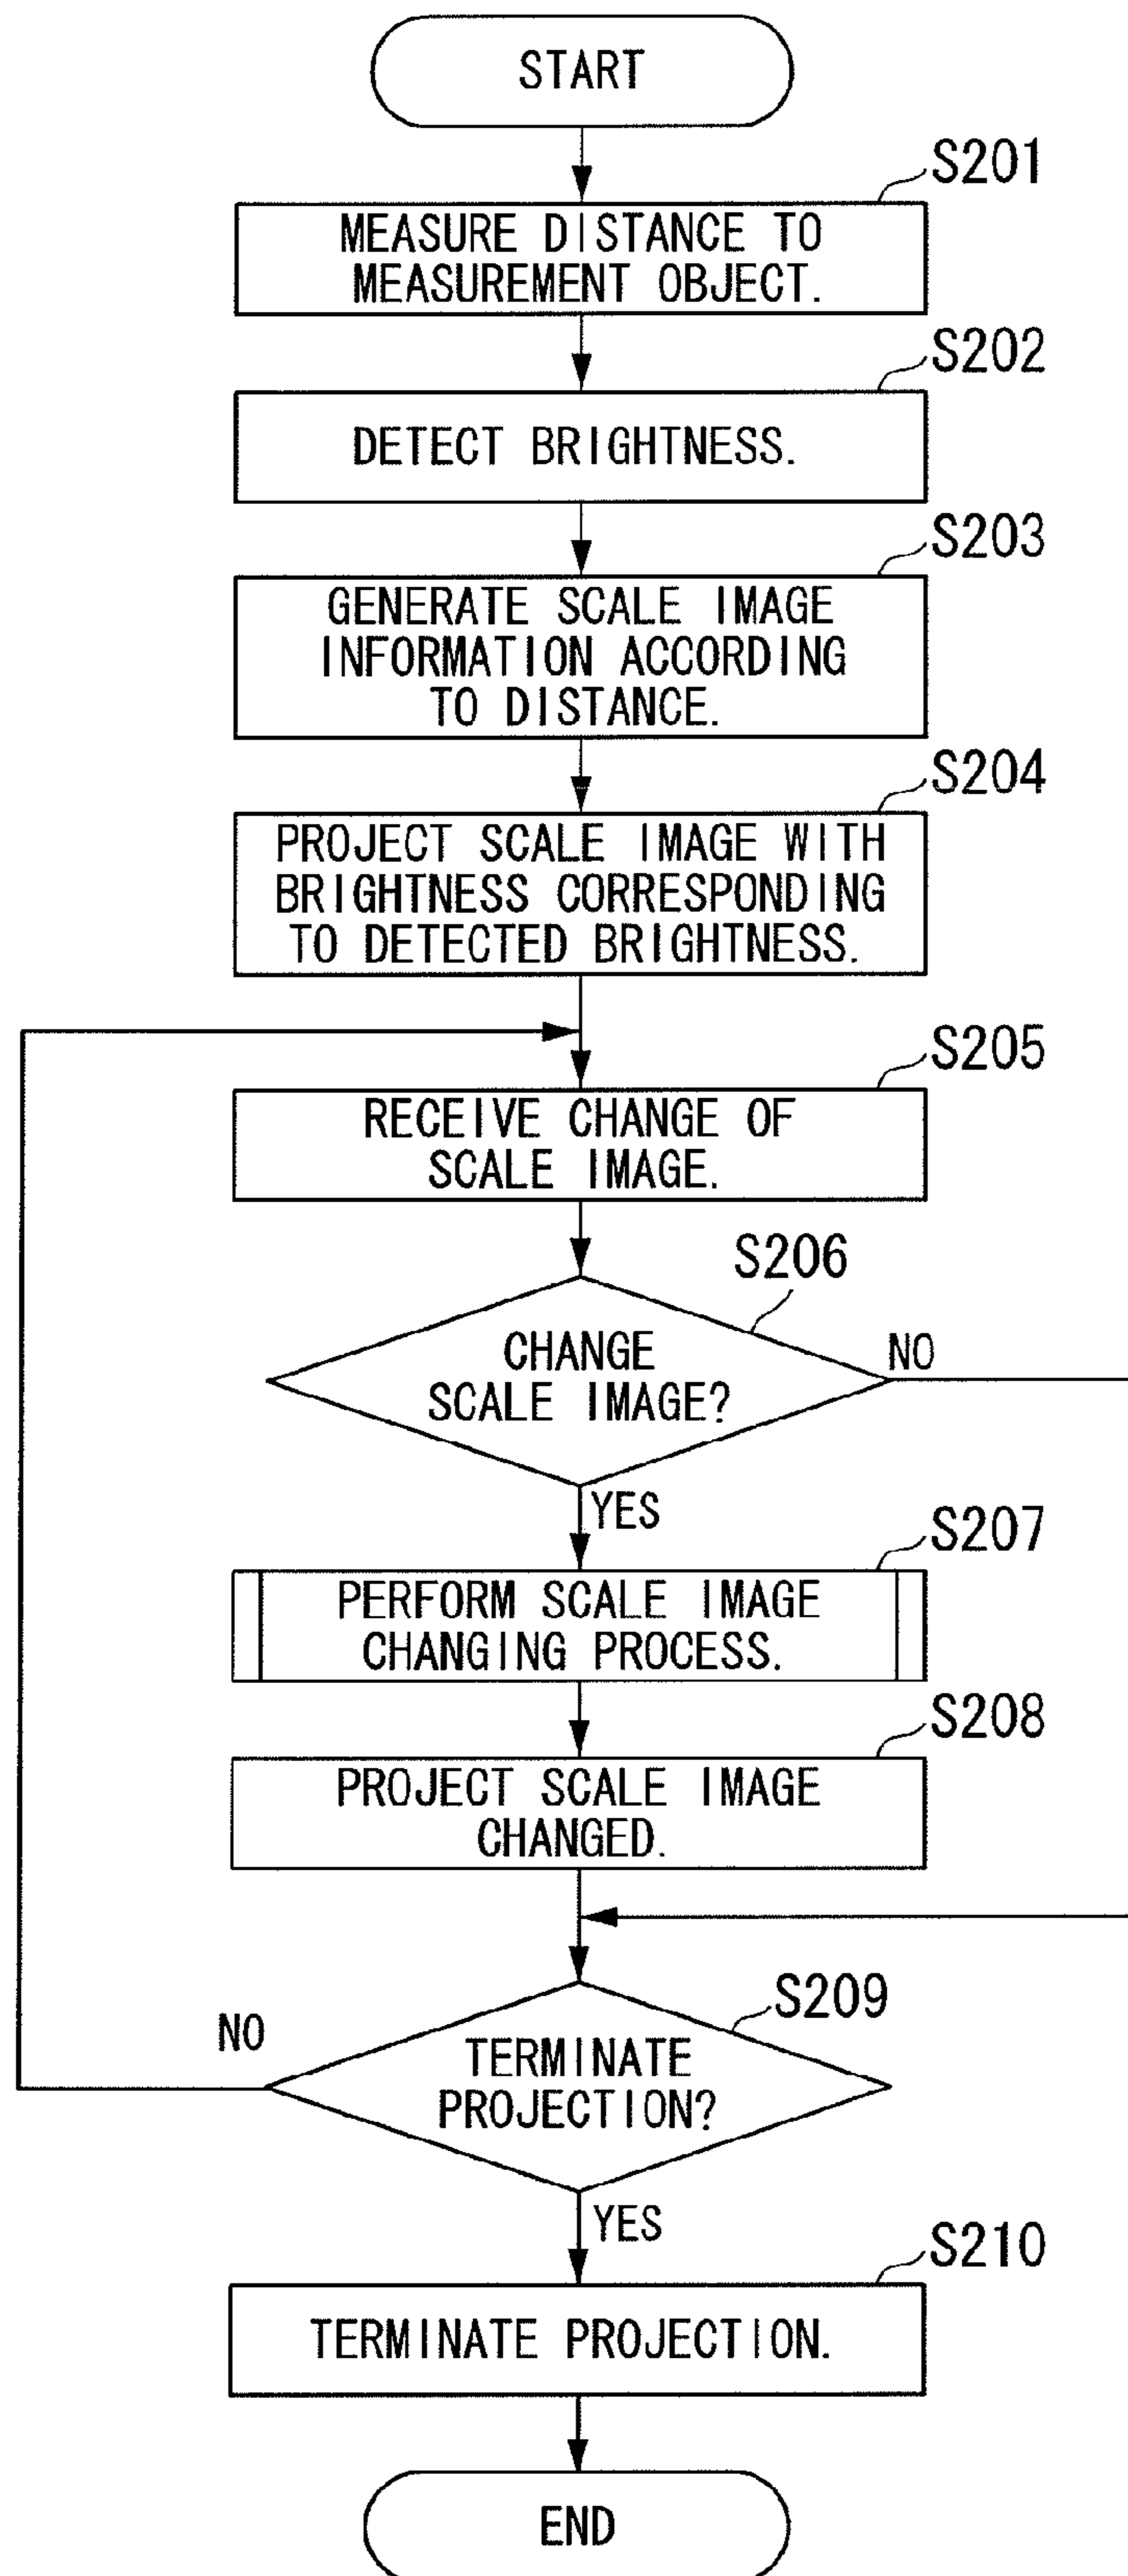 START
S201
MEASURE DISTANCE TO
MEASUREMENT OBJECT.
S202
DETECT BRIGHTNESS.
S203
GENERATE SCALE IMAGE
INFORMATION ACCORDING
TO DISTANCE.
S204
PROJECT SCALE IMAGE WITH
BRIGHTNESS CORRESPONDING
TO DETECTED BRIGHTNESS.
S205
RECEIVE CHANGE OF
SCALE IMAGE.
S206
CHANGE
SCALE IMAGE?
NO
YES
S207
PERFORM SCALE IMAGE
CHANGING PROCESS.
S208
PROJECT SCALE IMAGE
CHANGED.
S209
NO
TERMINATE
PROJECTION?
YES
S210
TERMINATE PROJECTION.
END